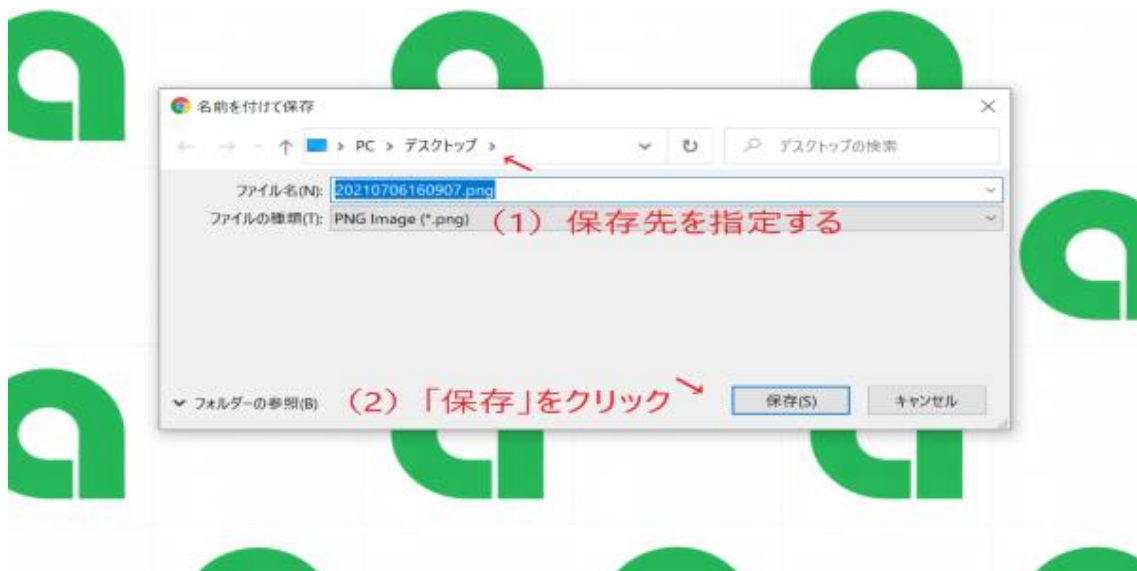 名前を付けて保存
PC > デスクトップ >
デスクトップの検索
ファイル名(N): 20210706160907.png
ファイルの種類(T): PNG Image (*.png)
(1) 保存先を指定する
フォルダーの参照(B)
(2) 「保存」をクリック
保存(S)
キャンセル